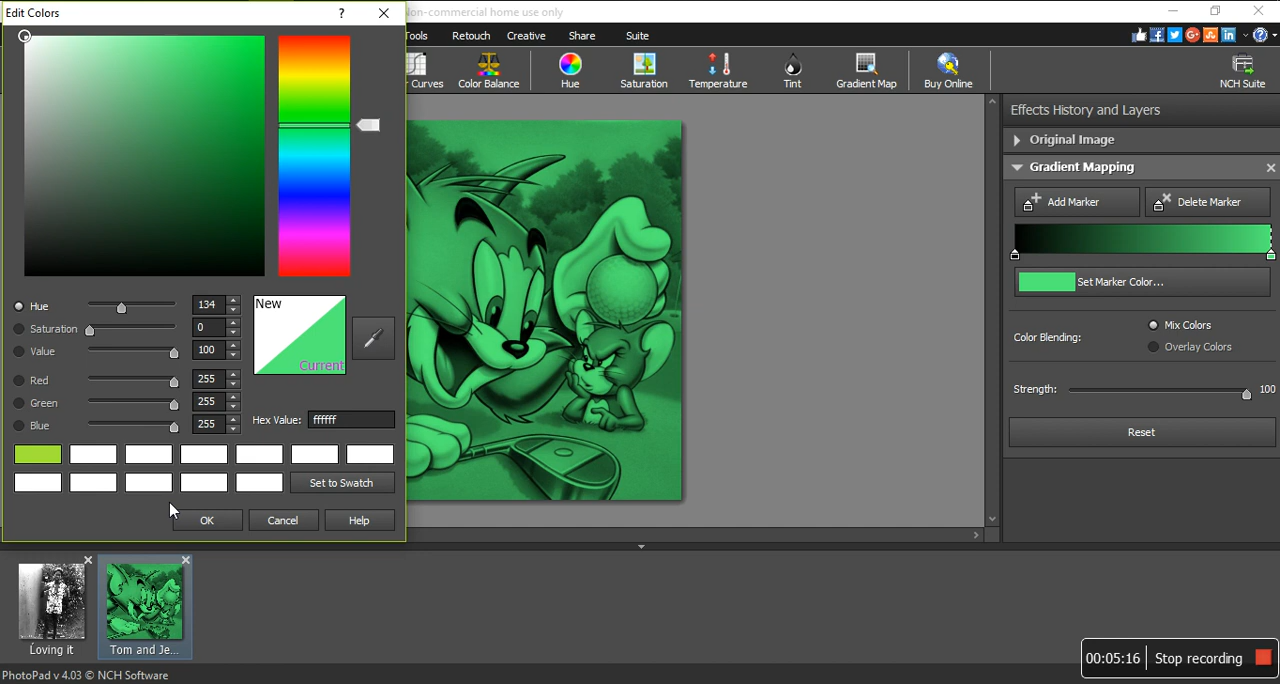 Edit Colors
?
Non-commercial home use only
Tools
Retouch
Creative
Share
Suite
Curves
Color Balance
Hue
Saturation
Temperature
Tint
Gradient Map
Buy Online
NCH Suite
Effects History and Layers
Original Image
Gradient Mapping
Add Marker
Delete Marker
Set Marker Color...
Color Blending:
Mix Colors
Overlay Colors
Strength:
100
Reset
Hue
134
Saturation
0
Value
100
Red
255
Green
255
Blue
255
New
Current
Hex Value:
ffffff
Set to Swatch
OK
Cancel
Help
Loving it
Tom and Je...
00:05:16
Stop recording
PhotoPad v 4.03 © NCH Software